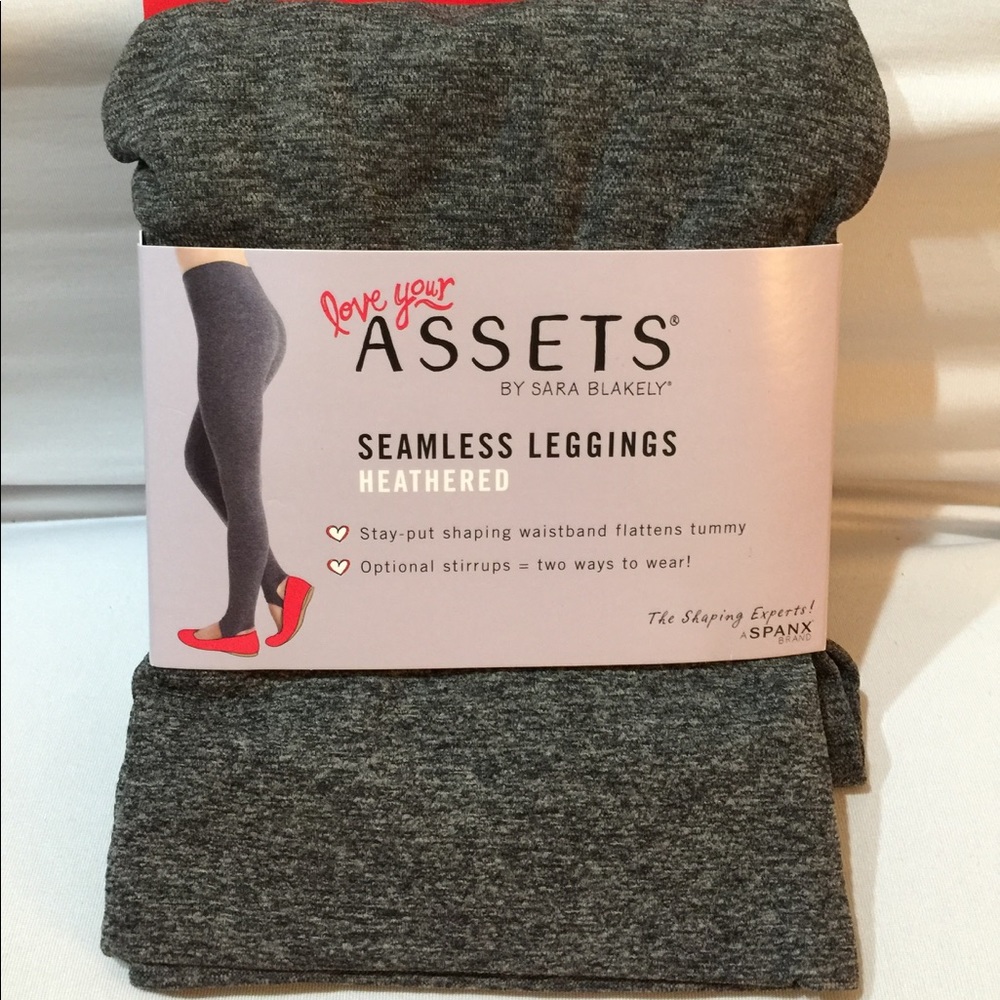 love your
ASSETS®
BY SARA BLAKELY®
SEAMLESS LEGGINGS
HEATHERED
Stay-put shaping waistband flattens tummy
Optional stirrups = two ways to wear!
The Shaping Experts!
A SPANX® BRAND